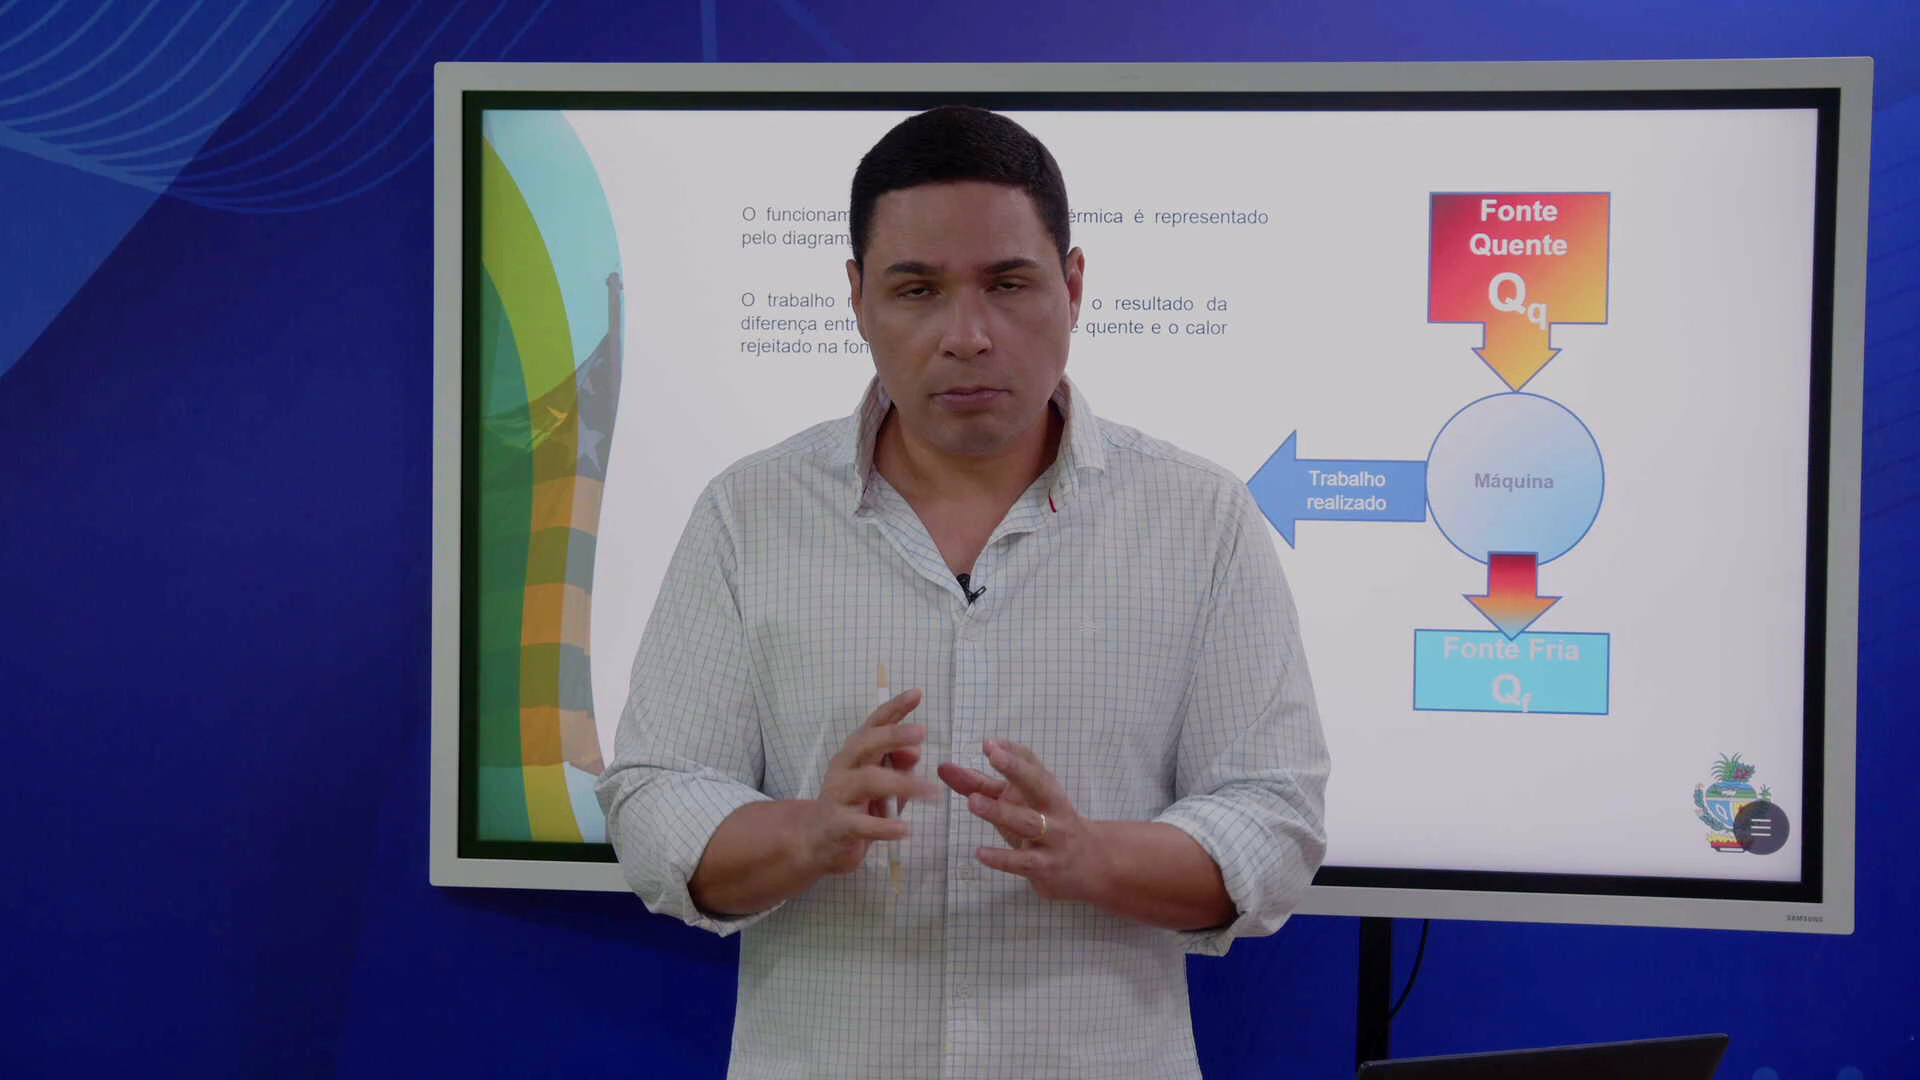 O funcionam érmica é representado
pelo diagram
O trabalho o resultado da
diferença entr quente e o calor
rejeitado na fon
Fonte
Quente
Qq
Trabalho
realizado
Máquina
Fonte Fria
Qf
SAMSUNG